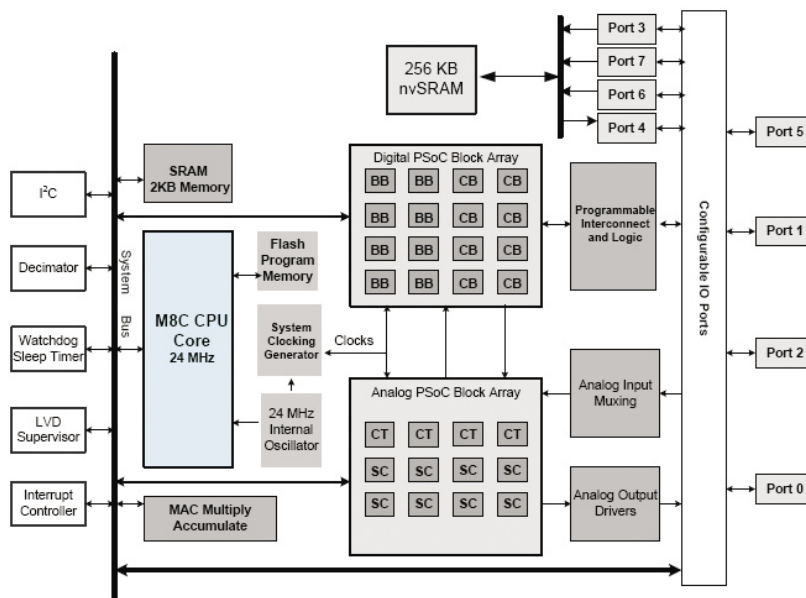 Port 3
256 KB
nvSRAM
Port 7
Port 6
Port 4
Port 5
Digital PSoC Block Array
SRAM
2KB Memory
BB BB CB CB
BB BB CB CB
BB BB CB CB
BB BB CB CB
Programmable
Interconnect
and Logic
I²C
Decimator
Watchdog
Sleep Timer
LVD
Supervisor
Interrupt
Controller
System
Bus
Flash
Program
Memory
M8C CPU
Core
24 MHz
System
Clocking
Generator
Clocks
24 MHz
Internal
Oscillator
Analog PSoC Block Array
CT CT CT CT
SC SC SC SC
SC SC SC SC
Analog Input
Muxing
Analog Output
Drivers
MAC Multiply
Accumulate
Configurable IO Ports
Port 1
Port 2
Port 0